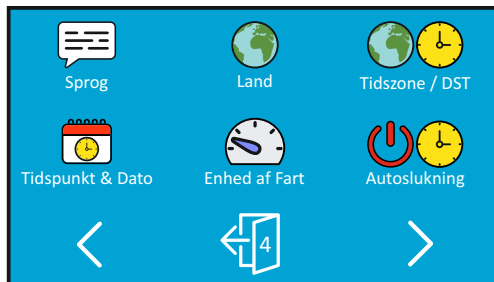 Sprog
Land
Tidszone / DST
Tidspunkt & Dato
Enhed af Fart
Autoslukning
4